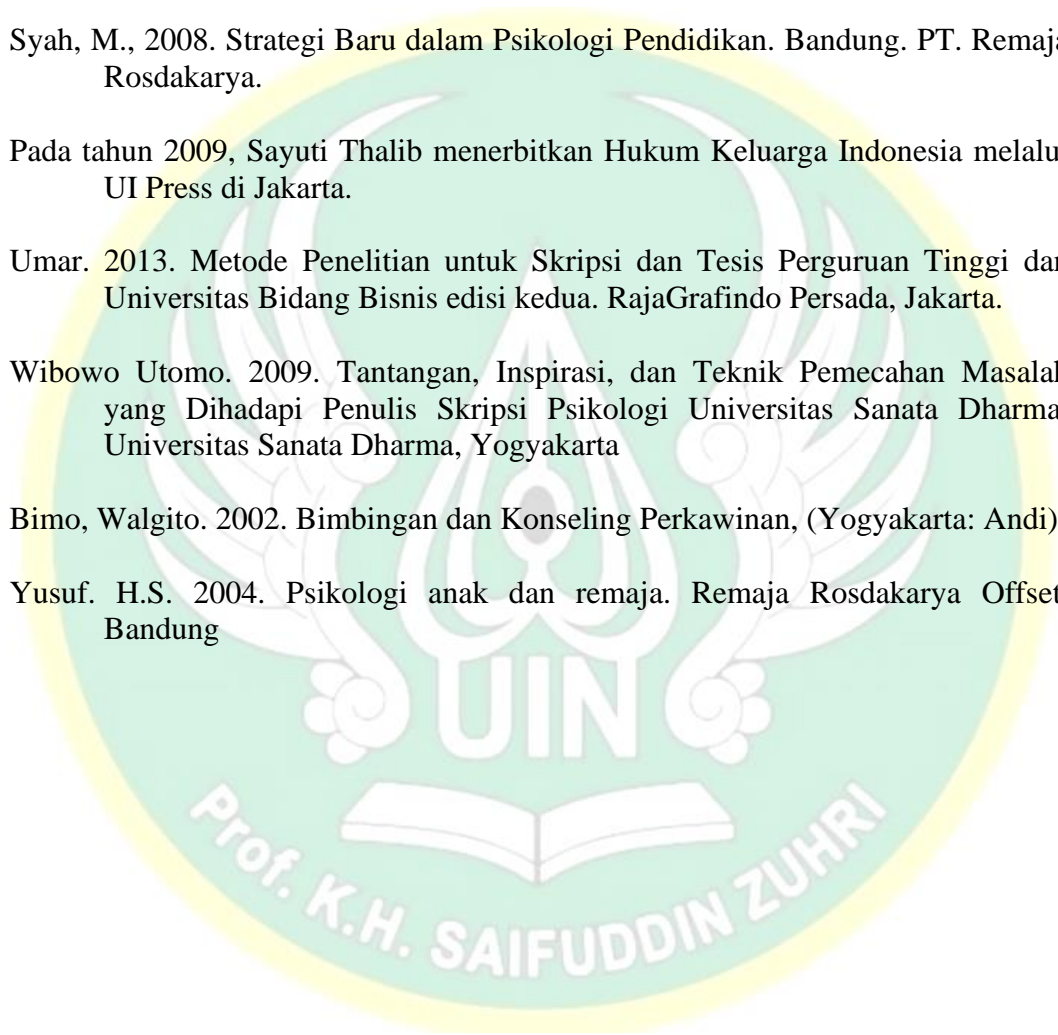 Syah, M., 2008. Strategi Baru dalam Psikologi Pendidikan. Bandung. PT. Remaja
Rosdakarya.
Pada tahun 2009, Sayuti Thalib menerbitkan Hukum Keluarga Indonesia melalu
UI Press di Jakarta.
Umar. 2013. Metode Penelitian untuk Skripsi dan Tesis Perguruan Tinggi dan
Universitas Bidang Bisnis edisi kedua. RajaGrafindo Persada, Jakarta.
Wibowo Utomo. 2009. Tantangan, Inspirasi, dan Teknik Pemecahan Masalah
yang Dihadapi Penulis Skripsi Psikologi Universitas Sanata Dharma
Universitas Sanata Dharma, Yogyakarta
Bimo, Walgito. 2002. Bimbingan dan Konseling Perkawinan, (Yogyakarta: Andi)
Yusuf. H.S. 2004. Psikologi anak dan remaja. Remaja Rosdakarya Offset
Bandung
UIN
Prof. K.H. SAIFUDDIN ZUHRI